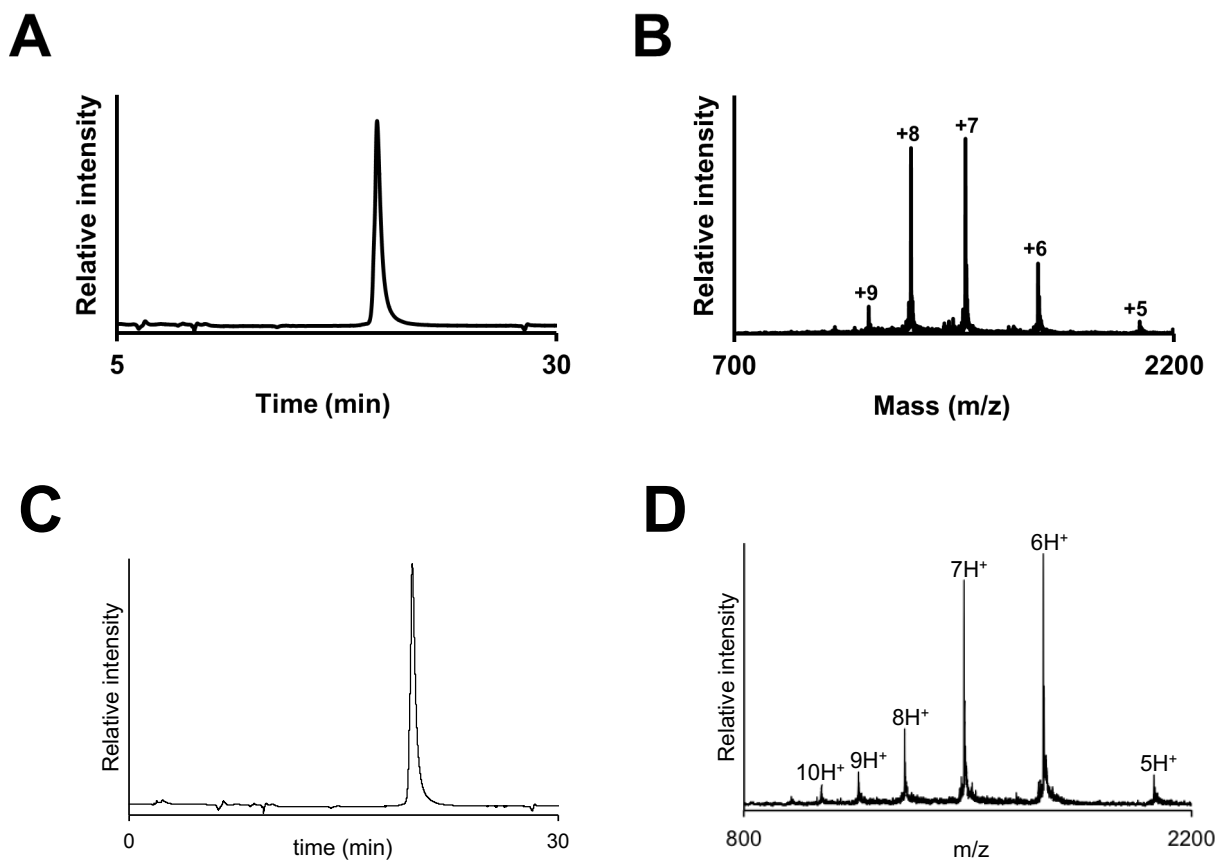 A
B
Relative intensity
5
30
Time (min)
Relative intensity
+9
+8
+7
+6
+5
700
2200
Mass (m/z)
C
D
Relative intensity
0
30
time (min)
Relative intensity
10H⁺
9H⁺
8H⁺
7H⁺
6H⁺
5H⁺
800
2200
m/z